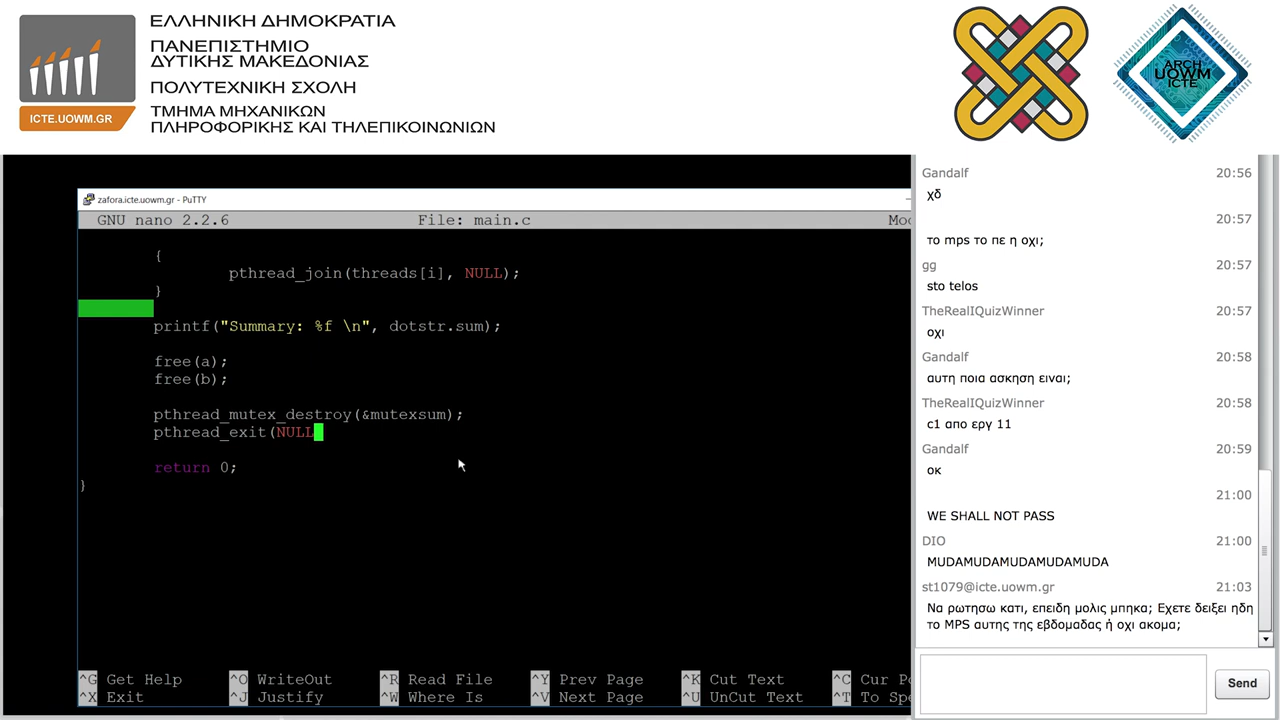 ΕΛΛΗΝΙΚΗ ΔΗΜΟΚΡΑΤΙΑ
ΠΑΝΕΠΙΣΤΗΜΙΟ
ΔΥΤΙΚΗΣ ΜΑΚΕΔΟΝΙΑΣ
ΠΟΛΥΤΕΧΝΙΚΗ ΣΧΟΛΗ
ΤΜΗΜΑ ΜΗΧΑΝΙΚΩΝ
ΠΛΗΡΟΦΟΡΙΚΗΣ ΚΑΙ ΤΗΛΕΠΙΚΟΙΝΩΝΙΩΝ
ICTE.UOWM.GR
ARCH
UOWM
ICTE
zafora.icte.uowm.gr - PuTTY
GNU nano 2.2.6 File: main.c Mo
{
pthread_join(threads[i], NULL);
}
printf("Summary: %f \n", dotstr.sum);
free(a);
free(b);
pthread_mutex_destroy(&mutexsum);
pthread_exit(NULL
return 0;
}
^G Get Help ^O WriteOut ^R Read File ^Y Prev Page ^K Cut Text ^C Cur Po
^X Exit ^J Justify ^W Where Is ^V Next Page ^U UnCut Text ^T To Spe
Gandalf 20:56
χδ
20:57
το mps το πε η οχι;
gg 20:57
sto telos
TheRealIQuizWinner 20:57
οχι
Gandalf 20:58
αυτη ποια ασκηση ειναι;
TheRealIQuizWinner 20:58
c1 απο εργ 11
Gandalf 20:59
οκ
21:00
WE SHALL NOT PASS
DIO 21:00
MUDAMUDAMUDAMUDAMUDA
st1079@icte.uowm.gr 21:03
Να ρωτησω κατι, επειδη μολις μπηκα; Εχετε δειξει ηδη
το MPS αυτης της εβδομαδας ή οχι ακομα;
Send